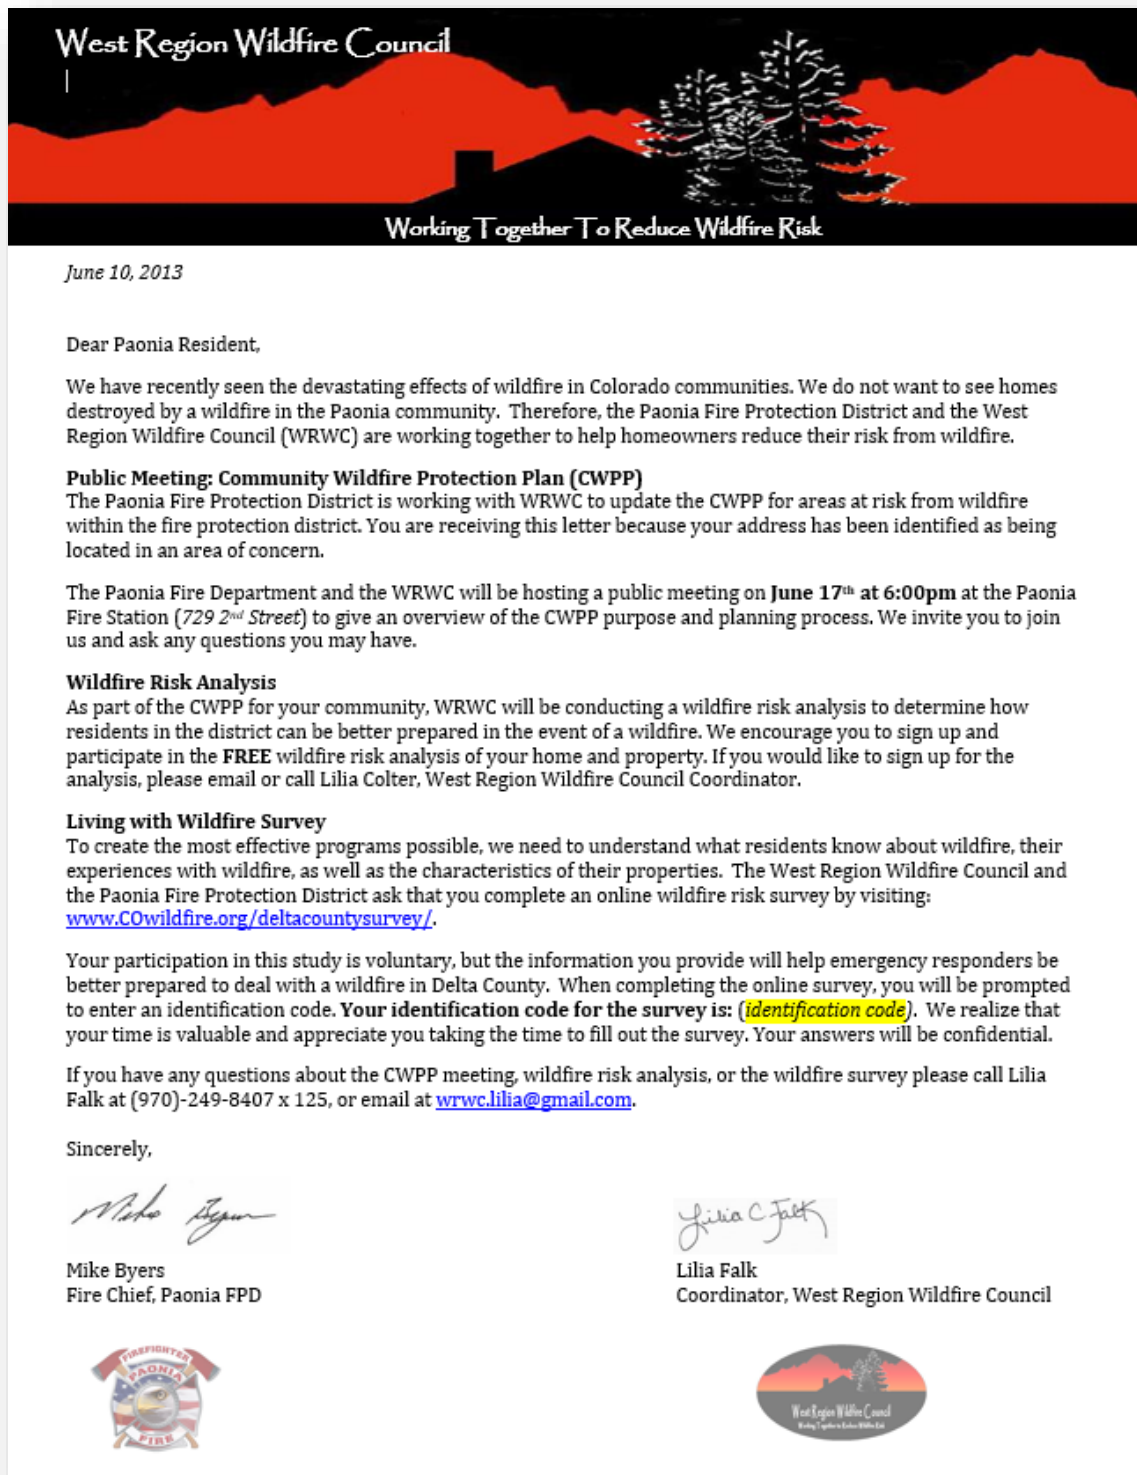 West Region Wildfire Council
Working Together To Reduce Wildfire Risk
June 10, 2013
Dear Paonia Resident,
We have recently seen the devastating effects of wildfire in Colorado communities. We do not want to see homes
destroyed by a wildfire in the Paonia community.  Therefore, the Paonia Fire Protection District and the West
Region Wildfire Council (WRWC) are working together to help homeowners reduce their risk from wildfire.
Public Meeting: Community Wildfire Protection Plan (CWPP)
The Paonia Fire Protection District is working with WRWC to update the CWPP for areas at risk from wildfire
within the fire protection district. You are receiving this letter because your address has been identified as being
located in an area of concern.
The Paonia Fire Department and the WRWC will be hosting a public meeting on June 17th at 6:00pm at the Paonia
Fire Station (729 2nd Street) to give an overview of the CWPP purpose and planning process. We invite you to join
us and ask any questions you may have.
Wildfire Risk Analysis
As part of the CWPP for your community, WRWC will be conducting a wildfire risk analysis to determine how
residents in the district can be better prepared in the event of a wildfire. We encourage you to sign up and
participate in the FREE wildfire risk analysis of your home and property. If you would like to sign up for the
analysis, please email or call Lilia Colter, West Region Wildfire Council Coordinator.
Living with Wildfire Survey
To create the most effective programs possible, we need to understand what residents know about wildfire, their
experiences with wildfire, as well as the characteristics of their properties.  The West Region Wildfire Council and
the Paonia Fire Protection District ask that you complete an online wildfire risk survey by visiting:
www.COwildfire.org/deltacountysurvey/.
Your participation in this study is voluntary, but the information you provide will help emergency responders be
better prepared to deal with a wildfire in Delta County.  When completing the online survey, you will be prompted
to enter an identification code. Your identification code for the survey is: (identification code).  We realize that
your time is valuable and appreciate you taking the time to fill out the survey. Your answers will be confidential.
If you have any questions about the CWPP meeting, wildfire risk analysis, or the wildfire survey please call Lilia
Falk at (970)-249-8407 x 125, or email at wrwc.lilia@gmail.com.
Sincerely,
Mike Byers
Lilia C Falk
Mike Byers
Lilia Falk
Fire Chief, Paonia FPD
Coordinator, West Region Wildfire Council
FIREFIGHTER
PAONIA
FIRE
West Region Wildfire Council
Working Together to Reduce Wildfire Risk